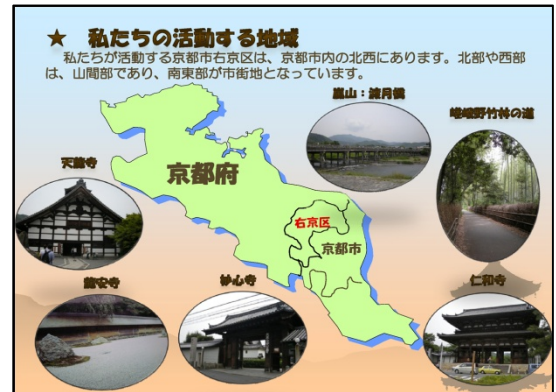 ★ 私たちの活動する地域
私たちが活動する京都市右京区は、京都市内の北西にあります。北部や西部
は、山間部であり、南東部が市街地となっています。
嵐山：渡月橋
嵯峨野竹林の道
天龍寺
京都府
右京区
京都市
龍安寺
妙心寺
仁和寺